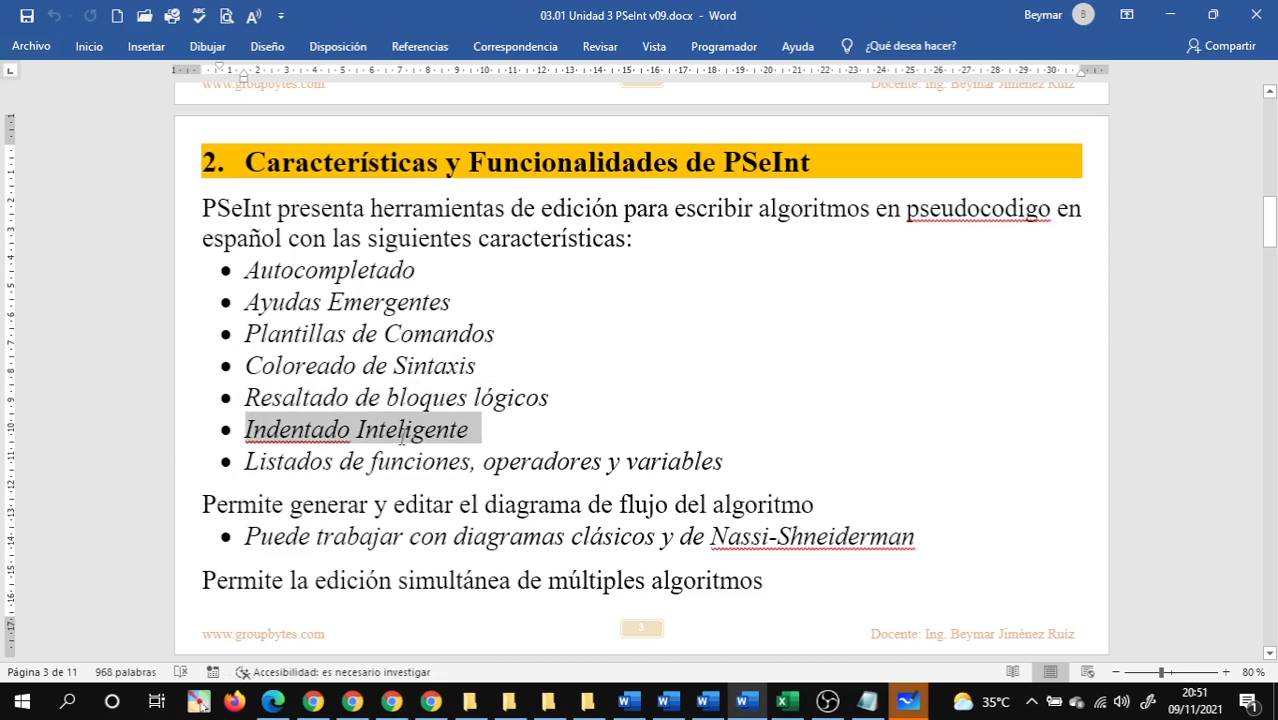 03.01 Unidad 3 PSeInt v09.docx - Word
Beymar B
Archivo Inicio Insertar Dibujar Diseño Disposición Referencias Correspondencia Revisar Vista Programador Ayuda ¿Qué desea hacer? Compartir
www.groupbytes.com Docente: Ing. Beymar Jiménez Ruiz
2. Características y Funcionalidades de PSeInt
PSeInt presenta herramientas de edición para escribir algoritmos en pseudocodigo en
español con las siguientes características:
• Autocompletado
• Ayudas Emergentes
• Plantillas de Comandos
• Coloreado de Sintaxis
• Resaltado de bloques lógicos
• Indentado Inteligente
• Listados de funciones, operadores y variables
Permite generar y editar el diagrama de flujo del algoritmo
• Puede trabajar con diagramas clásicos y de Nassi-Shneiderman
Permite la edición simultánea de múltiples algoritmos
www.groupbytes.com 3 Docente: Ing. Beymar Jiménez Ruiz
Página 3 de 11 968 palabras Accesibilidad: es necesario investigar 80 %
35°C 20:51
09/11/2021